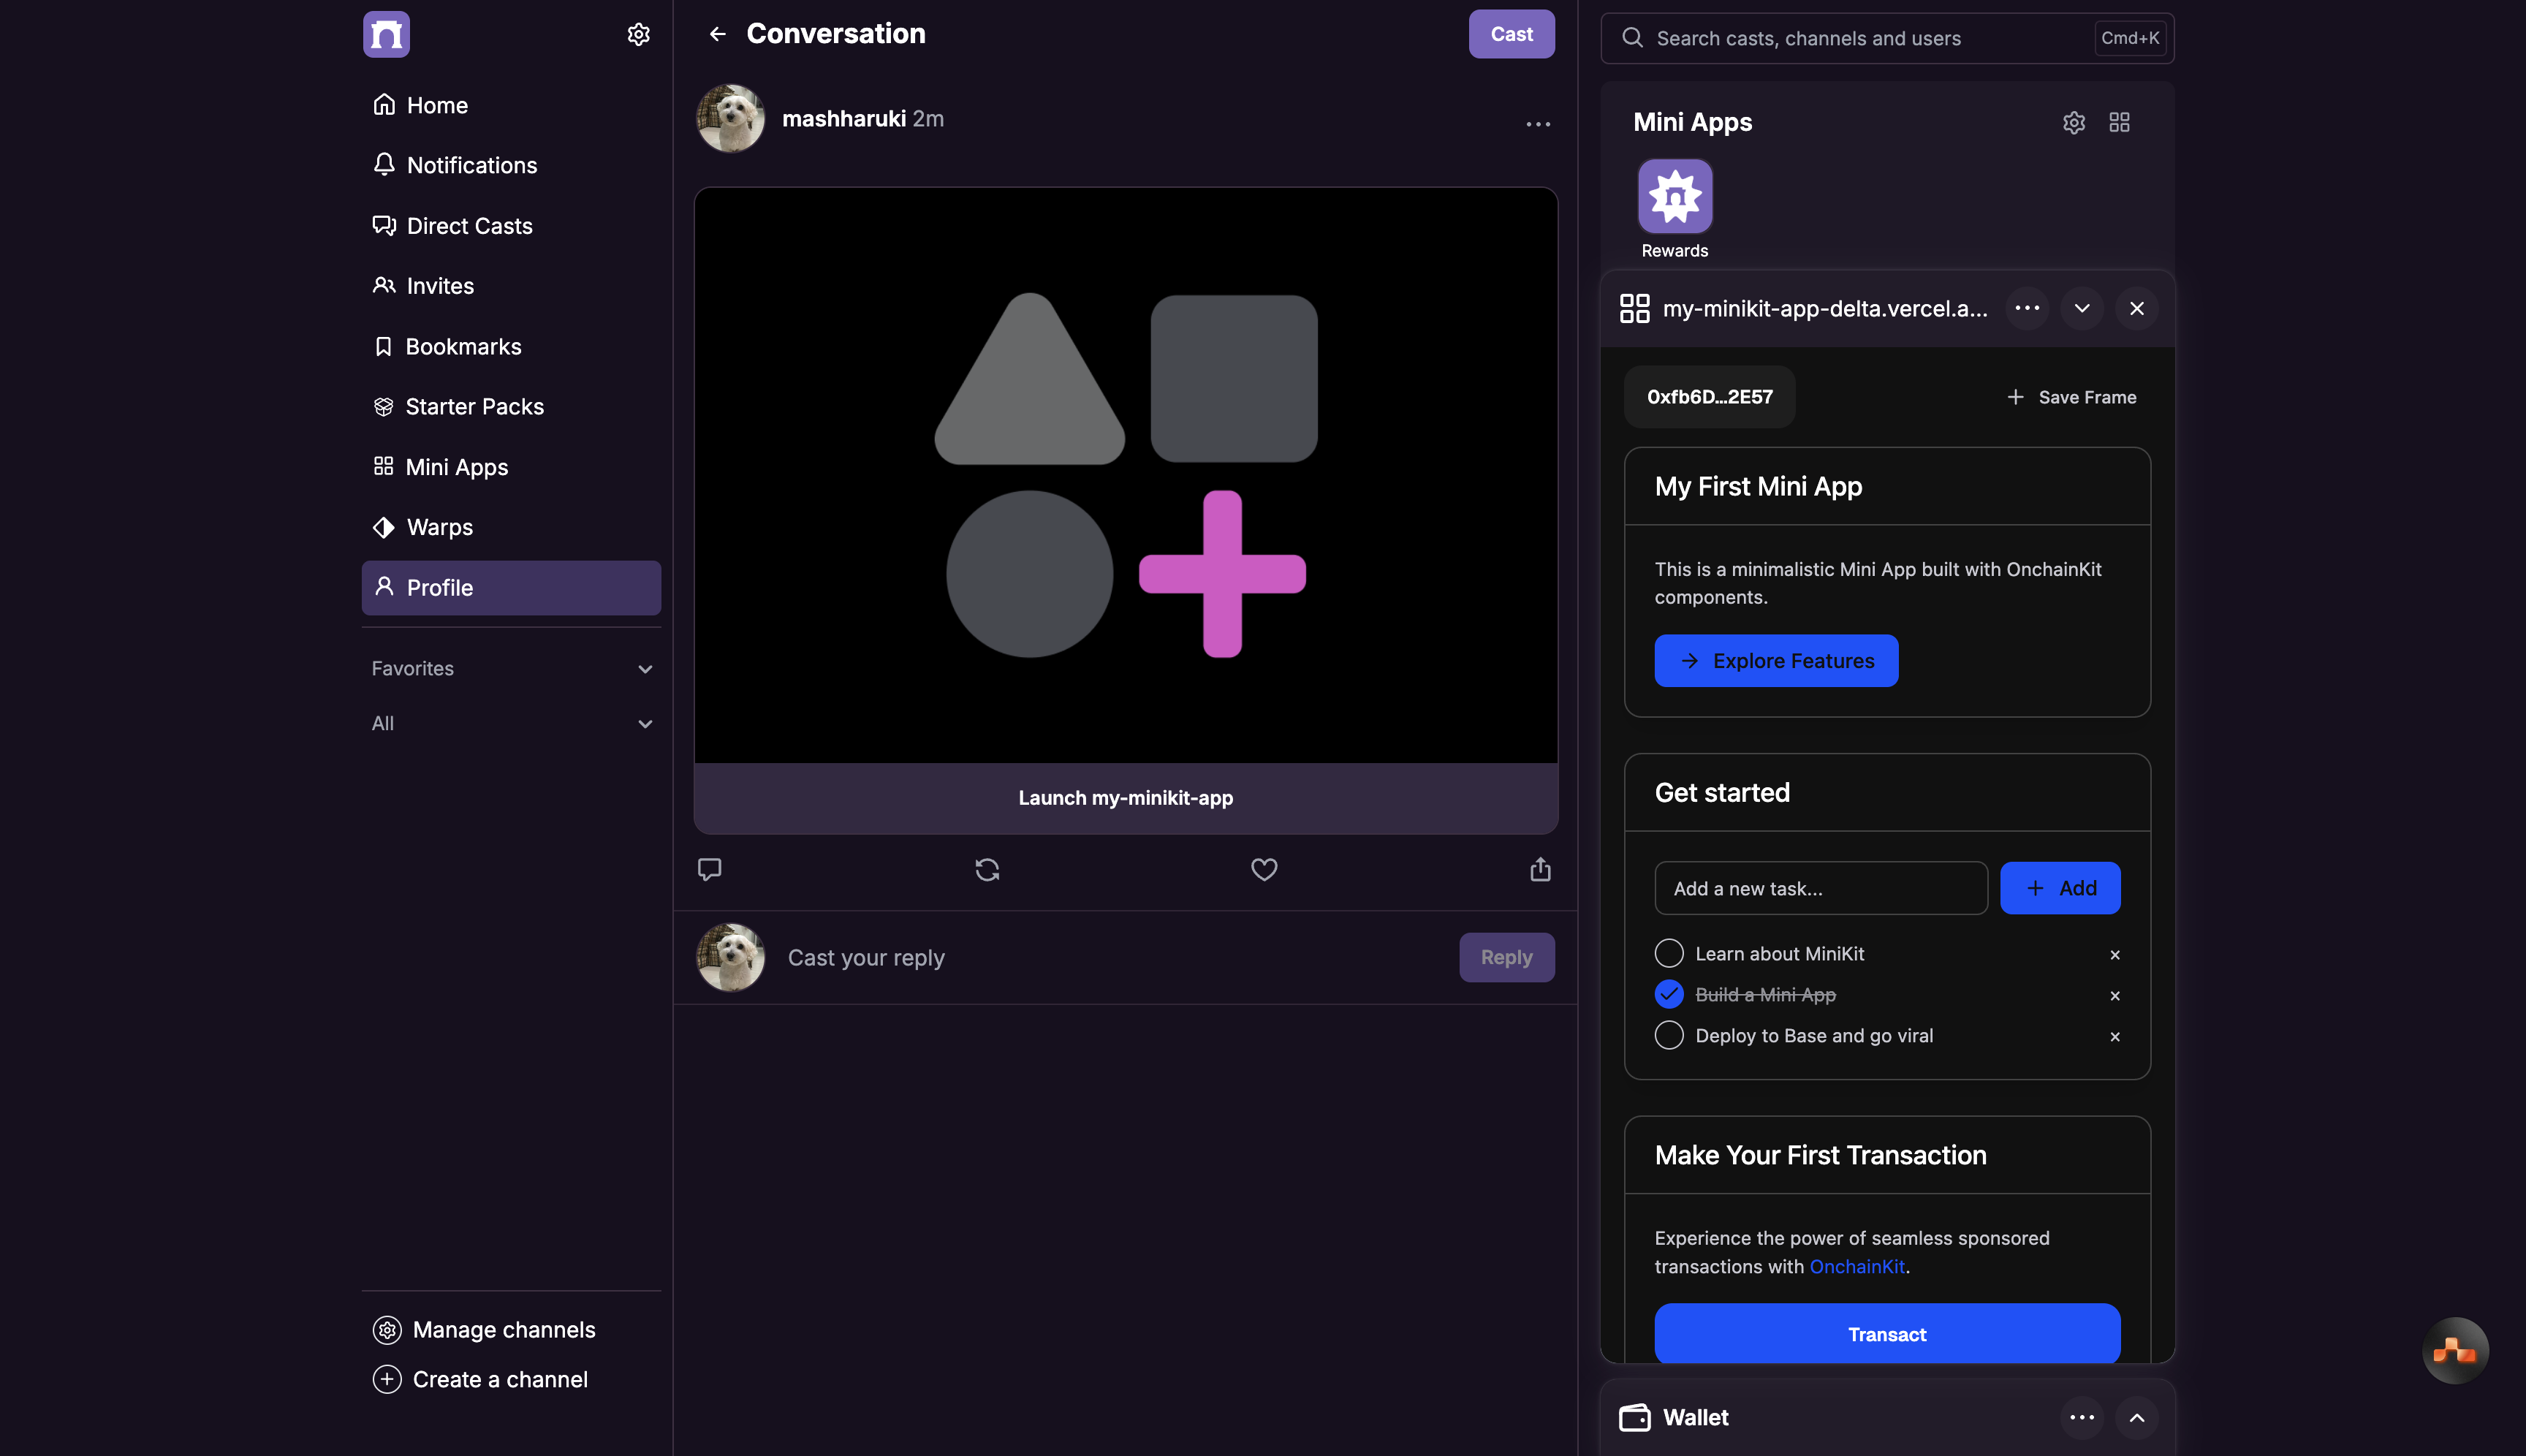 Home
Notifications
Direct Casts
Invites
Bookmarks
Starter Packs
Mini Apps
Warps
Profile
Favorites
All
Manage channels
Create a channel
Conversation
Cast
mashharuki 2m
Launch my-minikit-app
Cast your reply
Reply
Search casts, channels and users
Cmd+K
Mini Apps
Rewards
my-minikit-app-delta.vercel.a...
0xfb6D...2E57
Save Frame
My First Mini App
This is a minimalistic Mini App built with OnchainKit
components.
Explore Features
Get started
Add a new task...
Add
Learn about MiniKit
Build a Mini App
Deploy to Base and go viral
Make Your First Transaction
Experience the power of seamless sponsored
transactions with OnchainKit.
Transact
Wallet